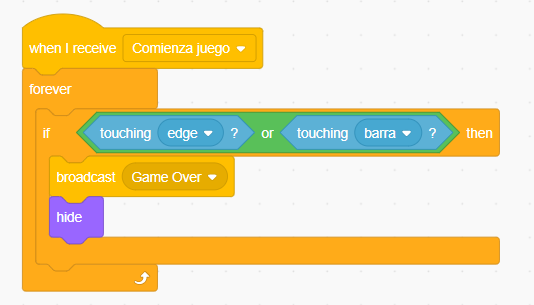 when I receive Comienza juego
forever
if touching edge ? or touching barra ? then
broadcast Game Over
hide